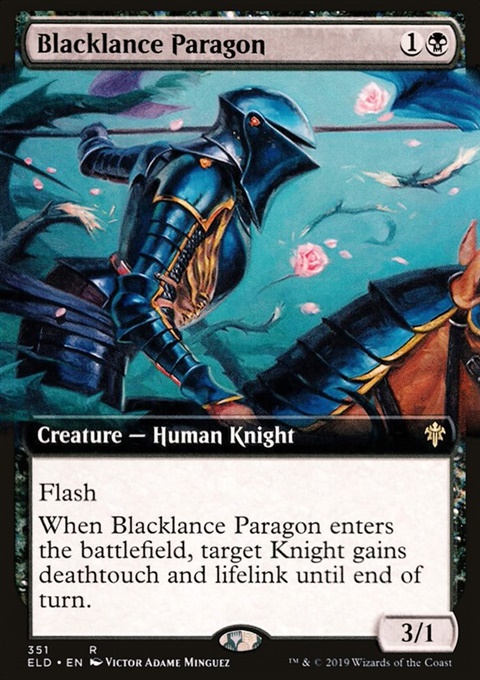 Blacklance Paragon 1
Creature — Human Knight
Flash
When Blacklance Paragon enters
the battlefield, target Knight gains
deathtouch and lifelink until end of
turn.
3/1
351 R
ELD • EN Victor Adame Minguez
™ & © 2019 Wizards of the Coast